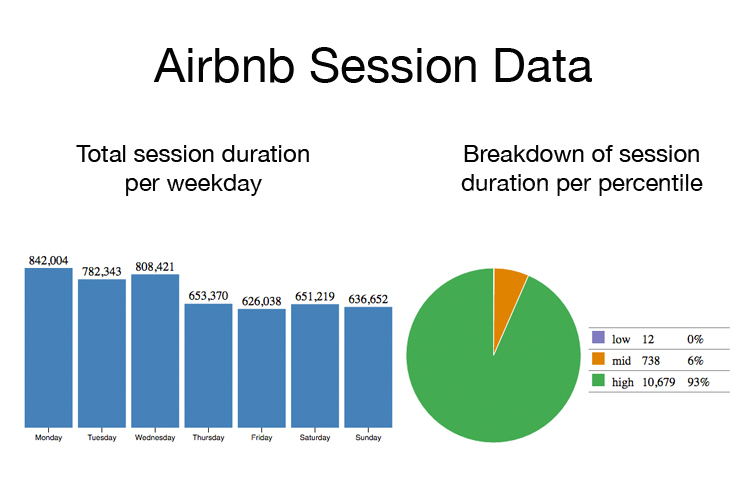 Airbnb Session Data
Total session duration
per weekday
842,004
782,343
808,421
653,370
626,038
651,219
636,652
Monday
Tuesday
Wednesday
Thursday
Friday
Saturday
Sunday
Breakdown of session
duration per percentile
low 12 0%
mid 738 6%
high 10,679 93%